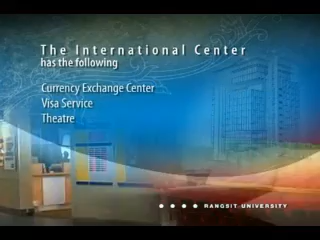 The International Center
has the following
Currency Exchange Center
Visa Service
Theatre
RANGSIT UNIVERSITY